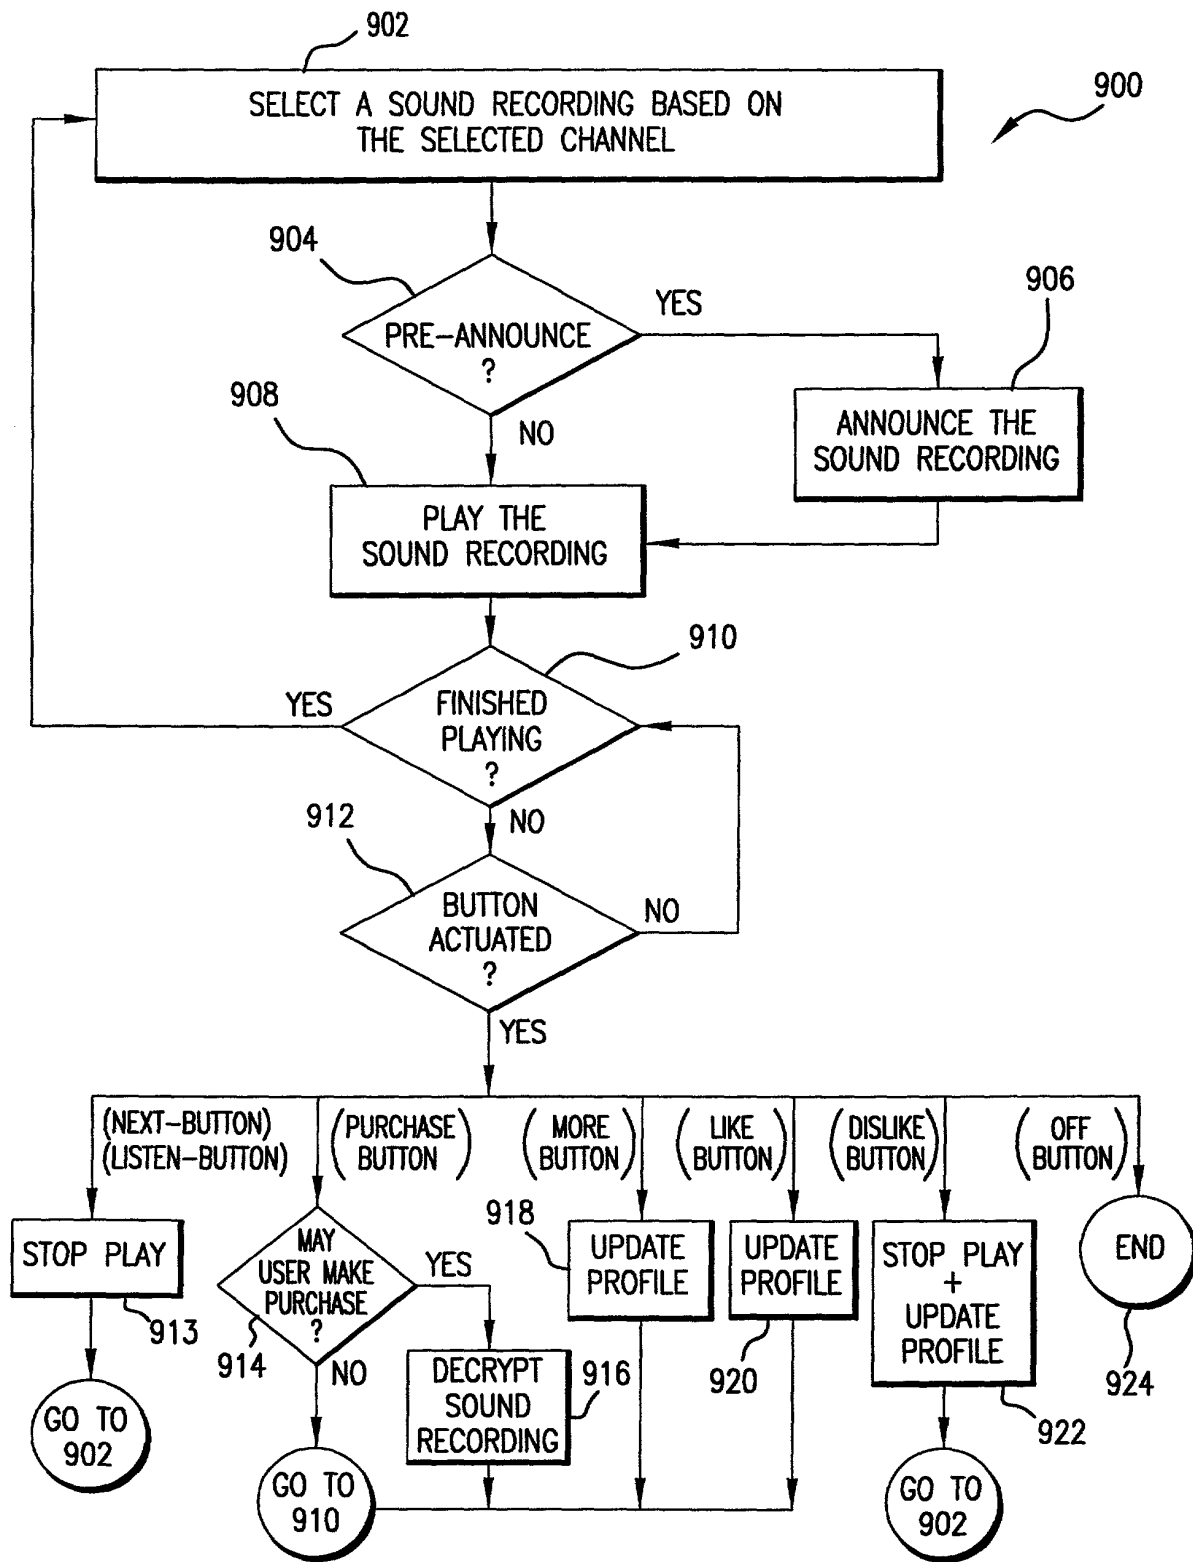 902
SELECT A SOUND RECORDING BASED ON
THE SELECTED CHANNEL
900
904
PRE-ANNOUNCE
?
YES
906
NO
ANNOUNCE THE
SOUND RECORDING
908
PLAY THE
SOUND RECORDING
910
YES
FINISHED
PLAYING
?
NO
912
BUTTON
ACTUATED
?
NO
YES
(NEXT-BUTTON)
(LISTEN-BUTTON)
(PURCHASE
BUTTON)
(MORE
BUTTON)
(LIKE
BUTTON)
(DISLIKE
BUTTON)
(OFF
BUTTON)
STOP PLAY
913
GO TO
902
MAY
USER MAKE
PURCHASE
?
914
YES
NO
DECRYPT
SOUND
RECORDING
916
GO TO
910
918
UPDATE
PROFILE
UPDATE
PROFILE
920
STOP PLAY
+
UPDATE
PROFILE
922
GO TO
902
END
924